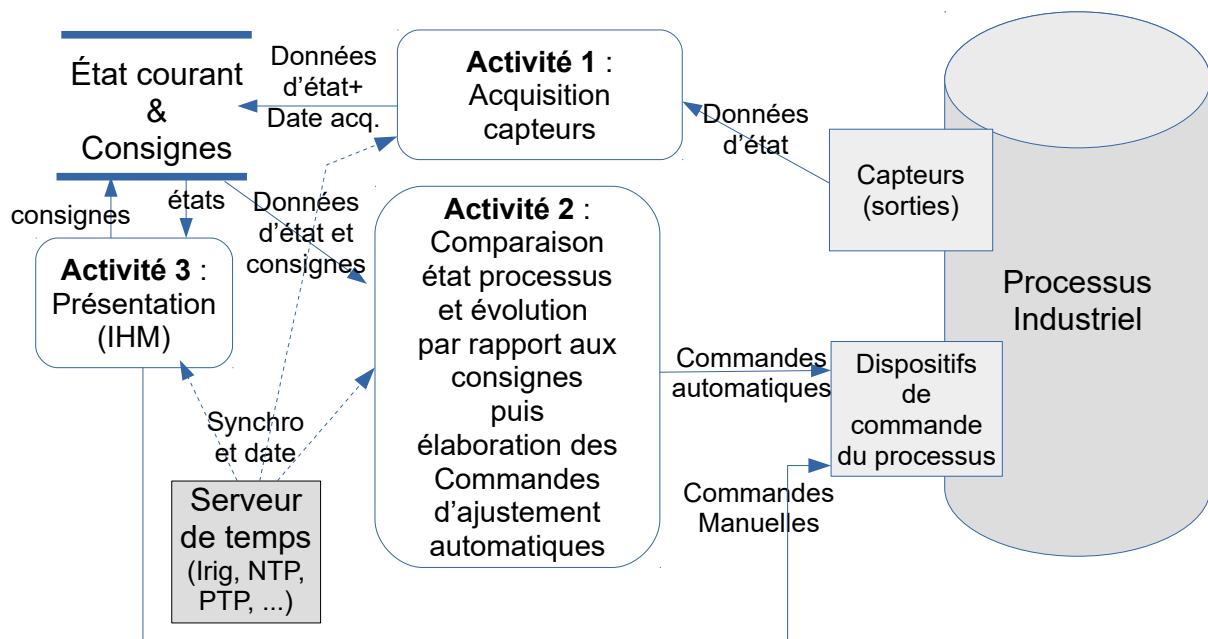 État courant
&
Consignes
Données
d'état+
Date acq.
Activité 1 :
Acquisition
capteurs
Données
d'état
Capteurs
(sorties)
Processus
Industriel
consignes
états
Données
d'état et
consignes
Activité 3 :
Présentation
(IHM)
Activité 2 :
Comparaison
état processus
et évolution
par rapport aux
consignes
puis
élaboration des
Commandes
d'ajustement
automatiques
Commandes
automatiques
Dispositifs
de
commande
du processus
Synchro
et date
Serveur
de temps
(Irig, NTP,
PTP, ...)
Commandes
Manuelles